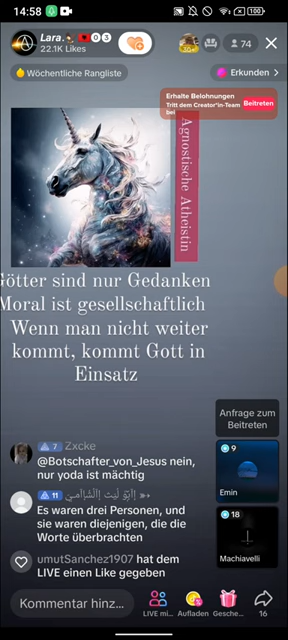 14:58
100
Lara.
0 3
22.1K Likes
30
74
Wöchentliche Rangliste
Erkunden >
Erhalte Belohnungen
Tritt dem Creator*in-Team
bei
Beitreten
Agnostische Atheistin
Götter sind nur Gedanken
Moral ist gesellschaftlich
Wenn man nicht weiter
kommt, kommt Gott in
Einsatz
Anfrage zum
Beitreten
7 Zxcke
@Botschafter_von_Jesus nein,
nur yoda ist mächtig
11
Es waren drei Personen, und
sie waren diejenigen, die die
Worte überbrachten
umutSanchez1907 hat dem
LIVE einen Like gegeben
9
Emin
18
Machiavelli
Kommentar hinz...
LIVE mi...
Aufladen
Gesche...
16